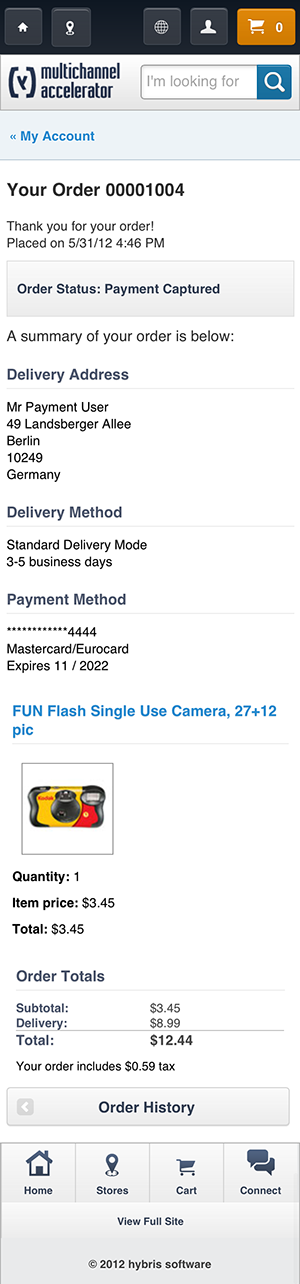 0
multichannel
accelerator
I'm looking for
« My Account
Your Order 00001004
Thank you for your order!
Placed on 5/31/12 4:46 PM
Order Status: Payment Captured
A summary of your order is below:
Delivery Address
Mr Payment User
49 Landsberger Allee
Berlin
10249
Germany
Delivery Method
Standard Delivery Mode
3-5 business days
Payment Method
************4444
Mastercard/Eurocard
Expires 11 / 2022
FUN Flash Single Use Camera, 27+12
pic
Kodak
Quantity: 1
Item price: $3.45
Total: $3.45
Order Totals
Subtotal: $3.45
Delivery: $8.99
Total: $12.44
Your order includes $0.59 tax
Order History
Home Stores Cart Connect
View Full Site
© 2012 hybris software